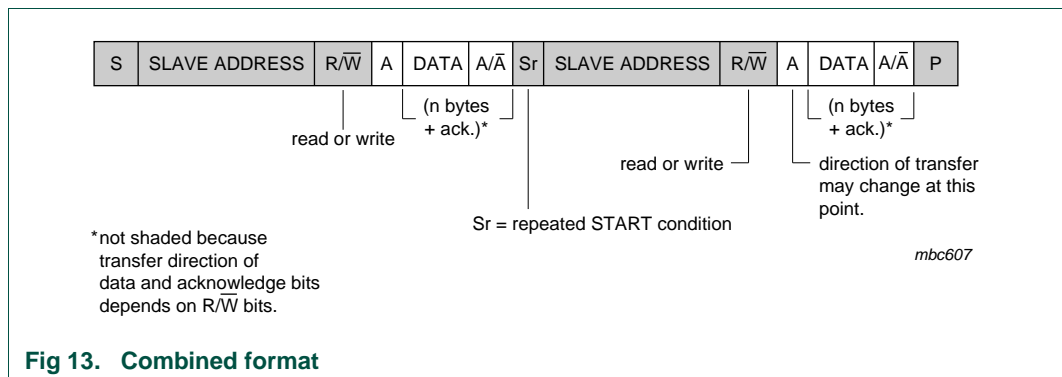 S SLAVE ADDRESS R/W̅ A DATA A/A̅ Sr SLAVE ADDRESS R/W̅ A DATA A/A̅ P
(n bytes
+ ack.)*
(n bytes
+ ack.)*
read or write
read or write
direction of transfer
may change at this
point.
Sr = repeated START condition
*not shaded because
transfer direction of
data and acknowledge bits
depends on R/W̅ bits.
mbc607
Fig 13. Combined format